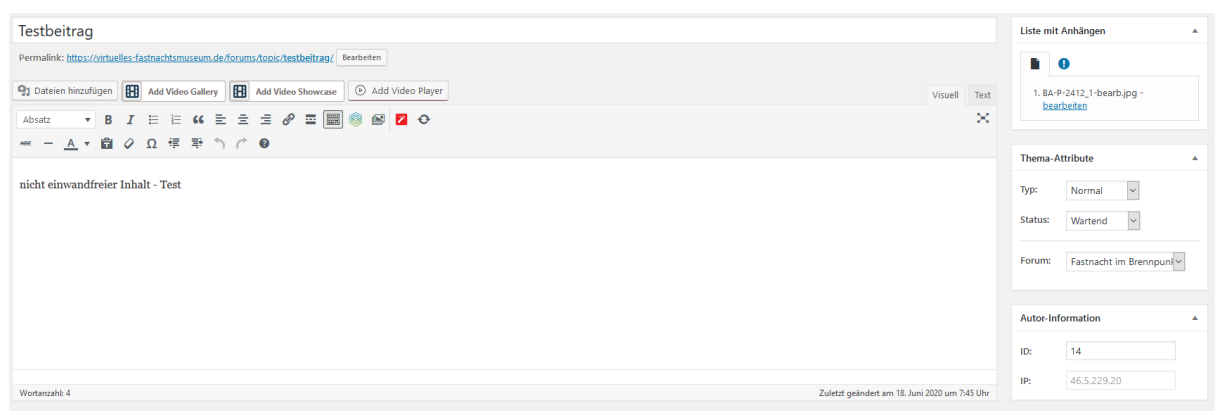 Testbeitrag
Permalink: https://virtuelles-fastnachtsmuseum.de/forums/topic/testbeitrag/ Bearbeiten
Dateien hinzufügen Add Video Gallery Add Video Showcase Add Video Player
Visuell Text
Absatz B I
ABC A Ω
nicht einwandfreier Inhalt - Test
Wortanzahl: 4 Zuletzt geändert am 18. Juni 2020 um 7:45 Uhr
Liste mit Anhängen
1. BA-P-2412_1-bearb.jpg -
bearbeiten
Thema-Attribute
Typ: Normal
Status: Wartend
Forum: Fastnacht im Brennpunk
Autor-Information
ID: 14
IP: 46.5.229.20